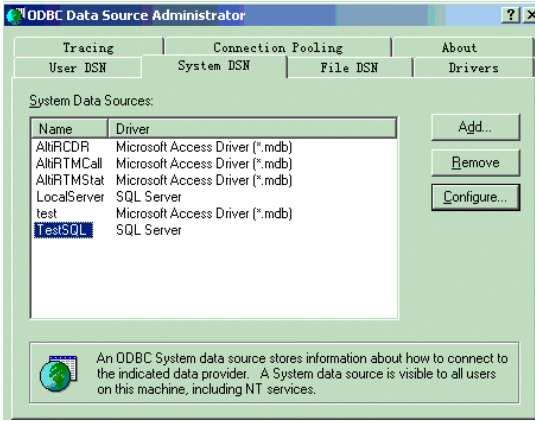 ODBC Data Source Administrator
Tracing Connection Pooling About
User DSN System DSN File DSN Drivers
System Data Sources:
Name Driver
AltiRCDR Microsoft Access Driver (*.mdb)
AltiRTMCall Microsoft Access Driver (*.mdb)
AltiRTMStat Microsoft Access Driver (*.mdb)
LocalServer SQL Server
test Microsoft Access Driver (*.mdb)
TestSQL SQL Server
Add...
Remove
Configure...
An ODBC System data source stores information about how to connect to
the indicated data provider. A System data source is visible to all users
on this machine, including NT services.